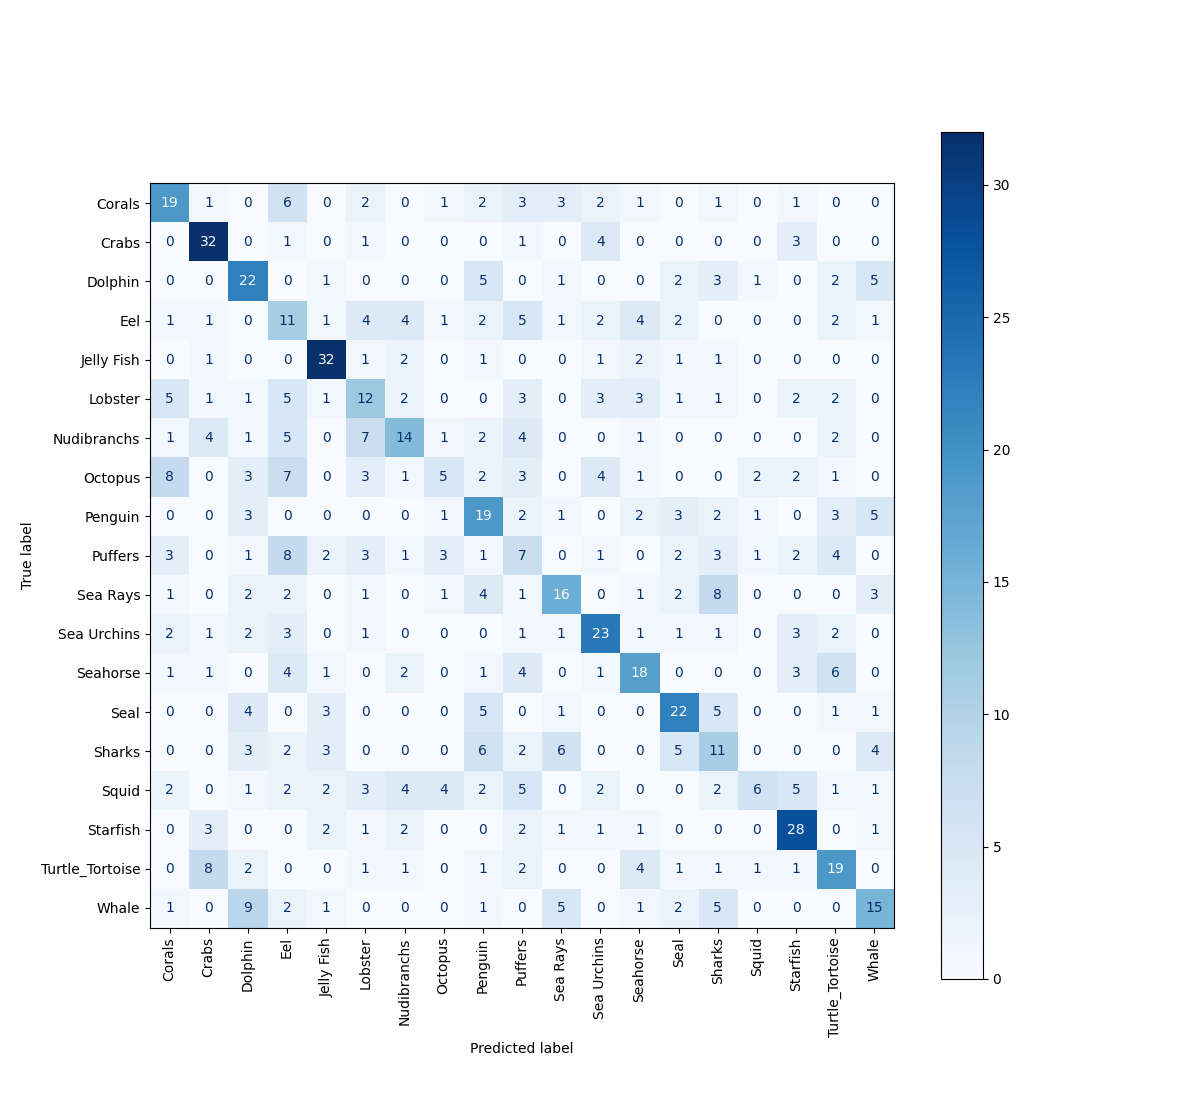 Corals 19 1 0 6 0 2 0 1 2 3 3 2 1 0 1 0 1 0 0
Crabs 0 32 0 1 0 1 0 0 0 1 0 4 0 0 0 0 3 0 0
Dolphin 0 0 22 0 1 0 0 0 5 0 1 0 0 2 3 1 0 2 5
Eel 1 1 0 11 1 4 4 1 2 5 1 2 4 2 0 0 0 2 1
Jelly Fish 0 1 0 0 32 1 2 0 1 0 0 1 2 1 1 0 0 0 0
Lobster 5 1 1 5 1 12 2 0 0 3 0 3 3 1 1 0 2 2 0
Nudibranchs 1 4 1 5 0 7 14 1 2 4 0 0 1 0 0 0 0 2 0
Octopus 8 0 3 7 0 3 1 5 2 3 0 4 1 0 0 2 2 1 0
Penguin 0 0 3 0 0 0 0 1 19 2 1 0 2 3 2 1 0 3 5
Puffers 3 0 1 8 2 3 1 3 1 7 0 1 0 2 3 1 2 4 0
Sea Rays 1 0 2 2 0 1 0 1 4 1 16 0 1 2 8 0 0 0 3
Sea Urchins 2 1 2 3 0 1 0 0 0 1 1 23 1 1 1 0 3 2 0
Seahorse 1 1 0 4 1 0 2 0 1 4 0 1 18 0 0 0 3 6 0
Seal 0 0 4 0 3 0 0 0 5 0 1 0 0 22 5 0 0 1 1
Sharks 0 0 3 2 3 0 0 0 6 2 6 0 0 5 11 0 0 0 4
Squid 2 0 1 2 2 3 4 4 2 5 0 2 0 0 2 6 5 1 1
Starfish 0 3 0 0 2 1 2 0 0 2 1 1 1 0 0 0 28 0 1
Turtle_Tortoise 0 8 2 0 0 1 1 0 1 2 0 0 4 1 1 1 1 19 0
Whale 1 0 9 2 1 0 0 0 1 0 5 0 1 2 5 0 0 0 15
Corals Crabs Dolphin Eel Jelly Fish Lobster Nudibranchs Octopus Penguin Puffers Sea Rays Sea Urchins Seahorse Seal Sharks Squid Starfish Turtle_Tortoise Whale
Predicted label
True label
30
25
20
15
10
5
0